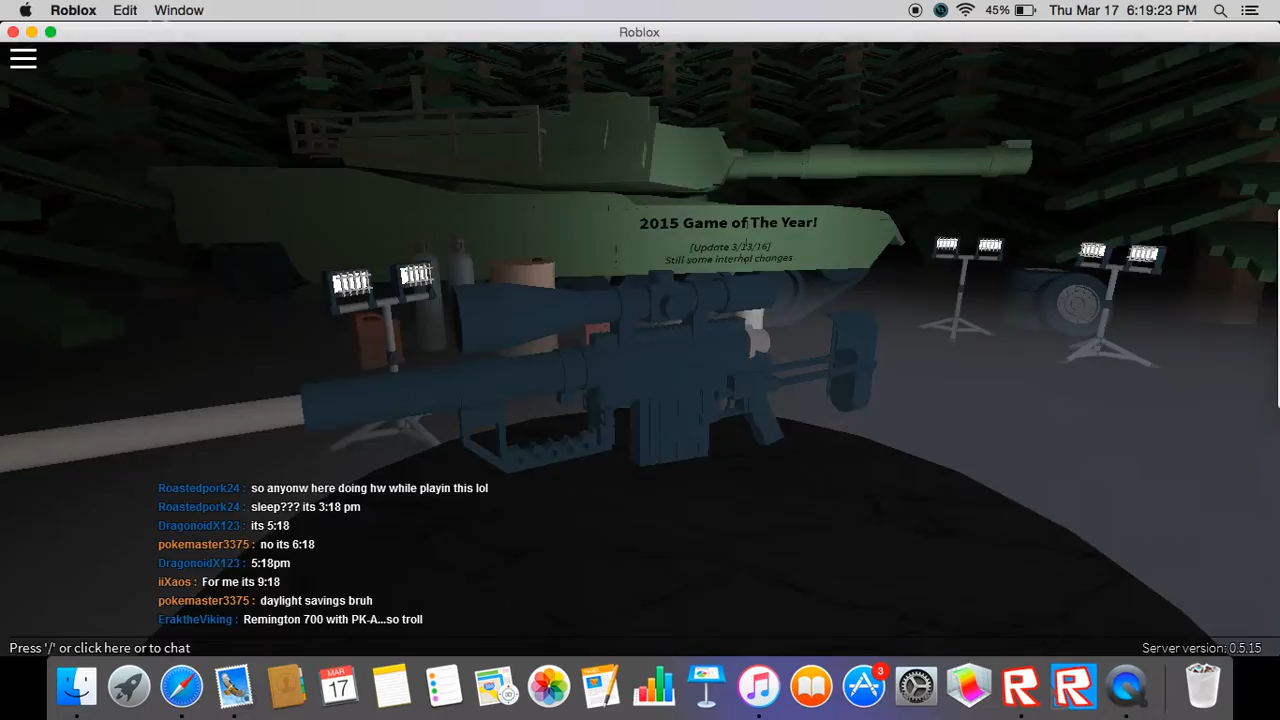 Roblox Edit Window 45% Thu Mar 17 6:19:23 PM
Roblox
2015 Game of The Year!
[Update 3/13/16]
Still some internal changes
Roastedpork24 : so anyonw here doing hw while playin this lol
Roastedpork24 : sleep??? its 3:18 pm
DragonoidX123 : its 5:18
pokemaster3375 : no its 6:18
DragonoidX123 : 5:18pm
iiXaos : For me its 9:18
pokemaster3375 : daylight savings bruh
EraktheViking : Remington 700 with PK-A...so troll
Press '/' or click here or to chat
Server version: 0.5.15
MAR
17
3